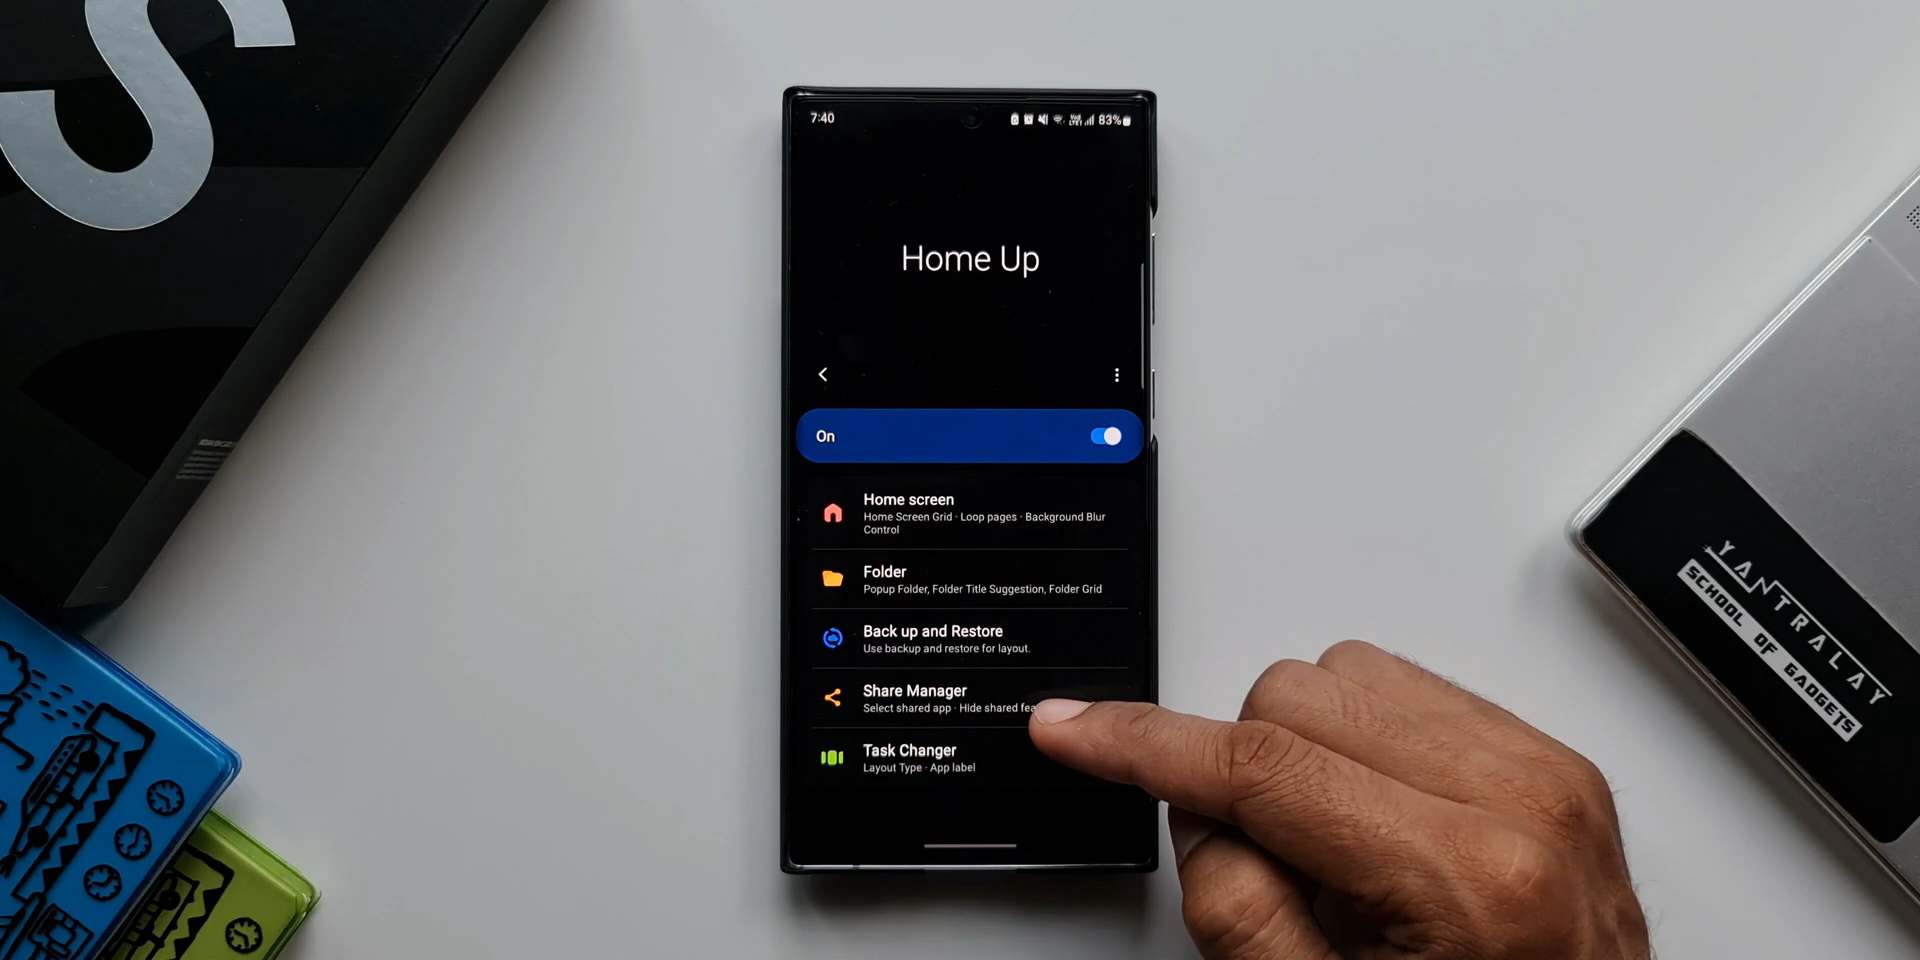 S
7:40
83%
Home Up
On
Home screen
Home Screen Grid · Loop pages · Background Blur
Control
Folder
Popup Folder, Folder Title Suggestion, Folder Grid
Back up and Restore
Use backup and restore for layout.
Share Manager
Select shared app · Hide shared
Task Changer
Layout Type · App label
YANTRALAY
SCHOOL OF GADGETS